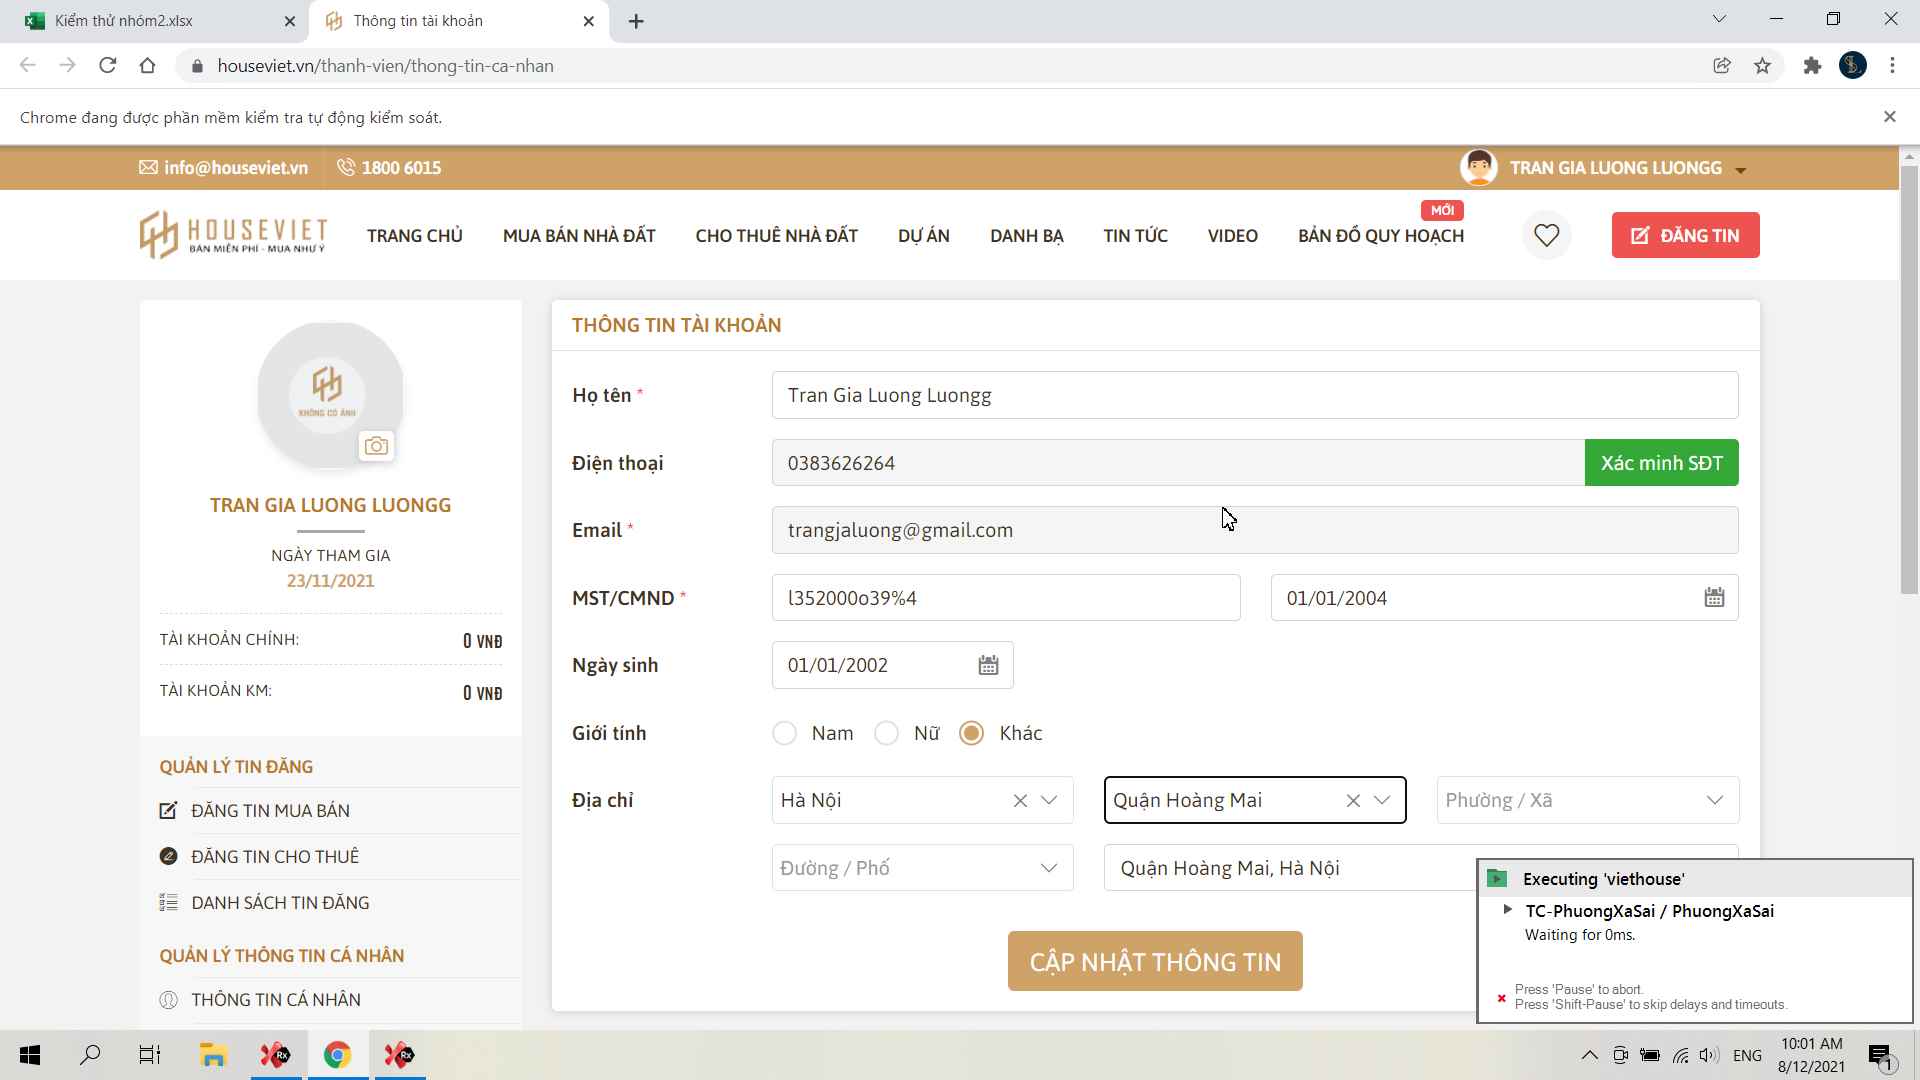 Kiểm thử nhóm2.xlsx
Thông tin tài khoản
houseviet.vn/thanh-vien/thong-tin-ca-nhan
Chrome đang được phần mềm kiểm tra tự động kiểm soát.
info@houseviet.vn
1800 6015
TRAN GIA LUONG LUONGG
HOUSEVIET
BÁN MIỄN PHÍ - MUA NHƯ Ý
TRANG CHỦ
MUA BÁN NHÀ ĐẤT
CHO THUÊ NHÀ ĐẤT
DỰ ÁN
DANH BẠ
TIN TỨC
VIDEO
BẢN ĐỒ QUY HOẠCH
MỚI
ĐĂNG TIN
KHÔNG CÓ ẢNH
TRAN GIA LUONG LUONGG
NGÀY THAM GIA
23/11/2021
TÀI KHOẢN CHÍNH:
0 VNĐ
TÀI KHOẢN KM:
0 VNĐ
QUẢN LÝ TIN ĐĂNG
ĐĂNG TIN MUA BÁN
ĐĂNG TIN CHO THUÊ
DANH SÁCH TIN ĐĂNG
QUẢN LÝ THÔNG TIN CÁ NHÂN
THÔNG TIN CÁ NHÂN
THÔNG TIN TÀI KHOẢN
Họ tên *
Tran Gia Luong Luongg
Điện thoại
0383626264
Xác minh SĐT
Email *
trangjaluong@gmail.com
MST/CMND *
l352000o39%4
01/01/2004
Ngày sinh
01/01/2002
Giới tính
Nam
Nữ
Khác
Địa chỉ
Hà Nội
Quận Hoàng Mai
Phường / Xã
Đường / Phố
Quận Hoàng Mai, Hà Nội
CẬP NHẬT THÔNG TIN
Executing 'viethouse'
TC-PhuongXaSai / PhuongXaSai
Waiting for 0ms.
Press 'Pause' to abort.
Press 'Shift-Pause' to skip delays and timeouts.
Rx
Rx
ENG
10:01 AM
8/12/2021
1